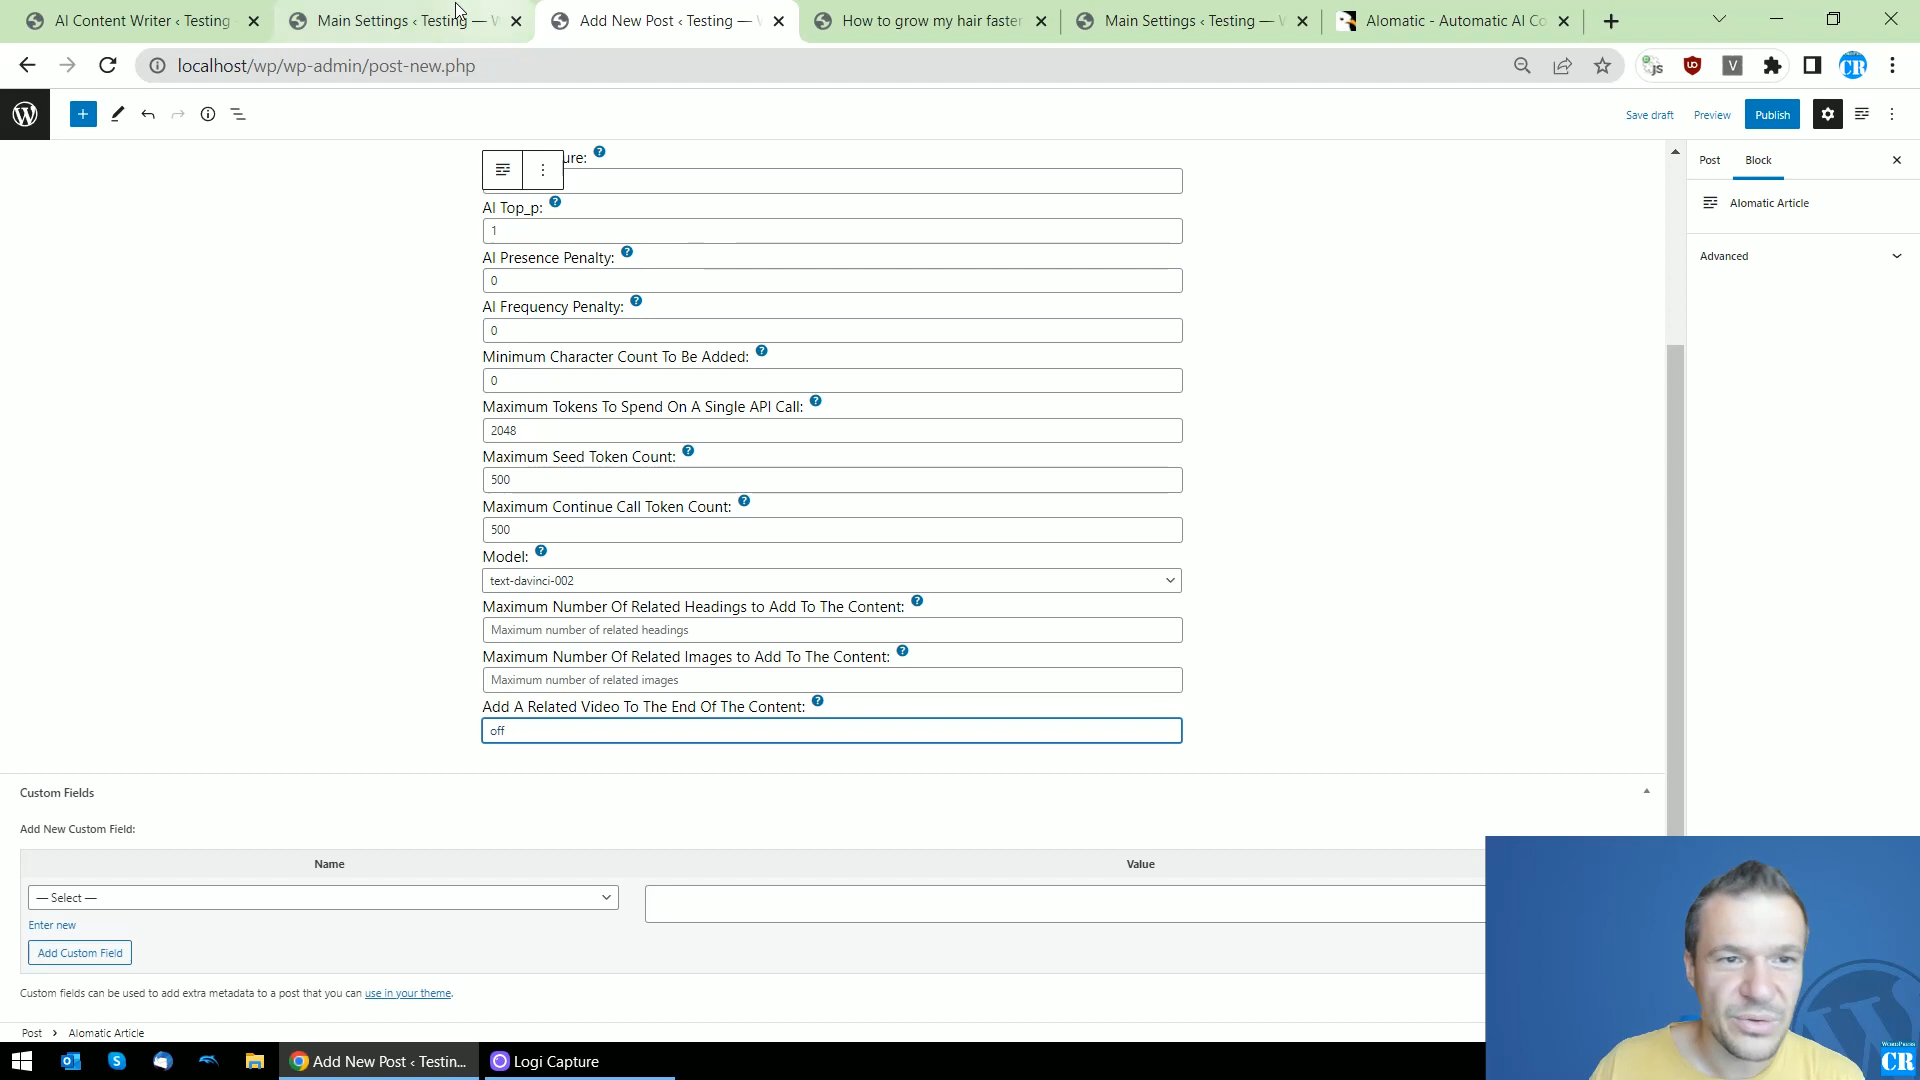 AI Content Writer ‹ Testing
Main Settings ‹ Testing — W
Add New Post ‹ Testing — W
How to grow my hair faster
Main Settings ‹ Testing — W
AIomatic - Automatic AI Co
localhost/wp/wp-admin/post-new.php
Save draft
Preview
Publish
Post
Block
ure:
AIomatic Article
AI Top_p:
1
Advanced
AI Presence Penalty:
0
AI Frequency Penalty:
0
Minimum Character Count To Be Added:
0
Maximum Tokens To Spend On A Single API Call:
2048
Maximum Seed Token Count:
500
Maximum Continue Call Token Count:
500
Model:
text-davinci-002
Maximum Number Of Related Headings to Add To The Content:
Maximum number of related headings
Maximum Number Of Related Images to Add To The Content:
Maximum number of related images
Add A Related Video To The End Of The Content:
off
Custom Fields
Add New Custom Field:
Name
Value
— Select —
Enter new
Add Custom Field
Custom fields can be used to add extra metadata to a post that you can use in your theme.
Post › AIomatic Article
Add New Post ‹ Testin...
Logi Capture
WORDPRESS
CR